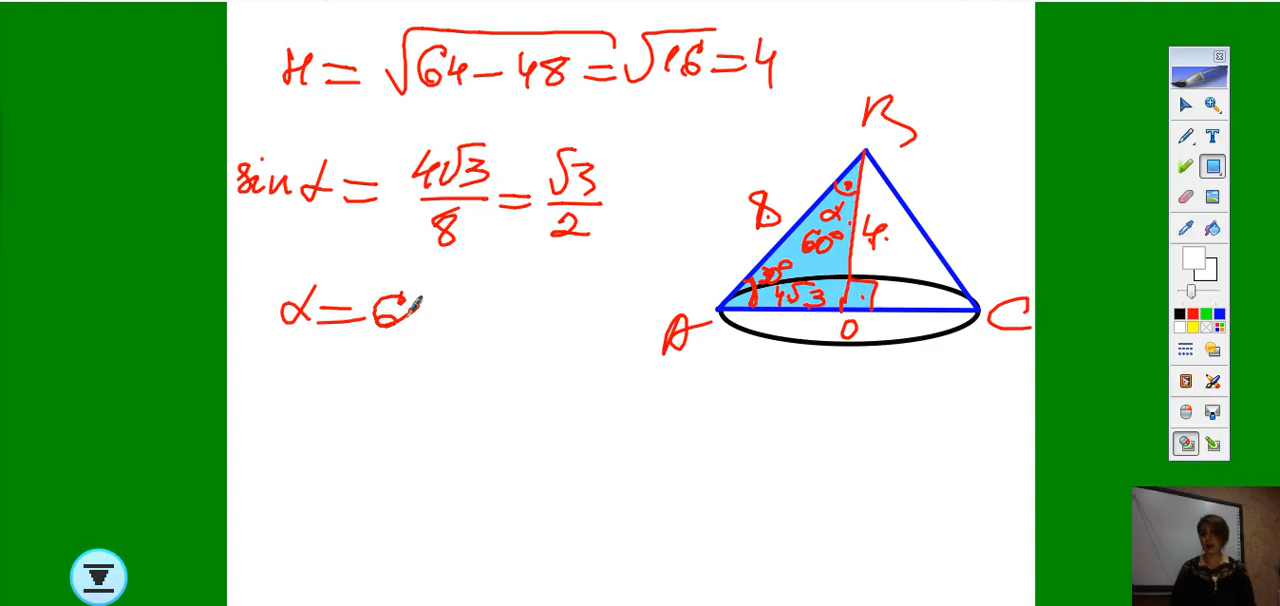 H = √64 – 48 = √16 = 4
sin α = 4√3/8 = √3/2
α = 6
B
8
α
60°
4
30°
4√3
A
O
C
T